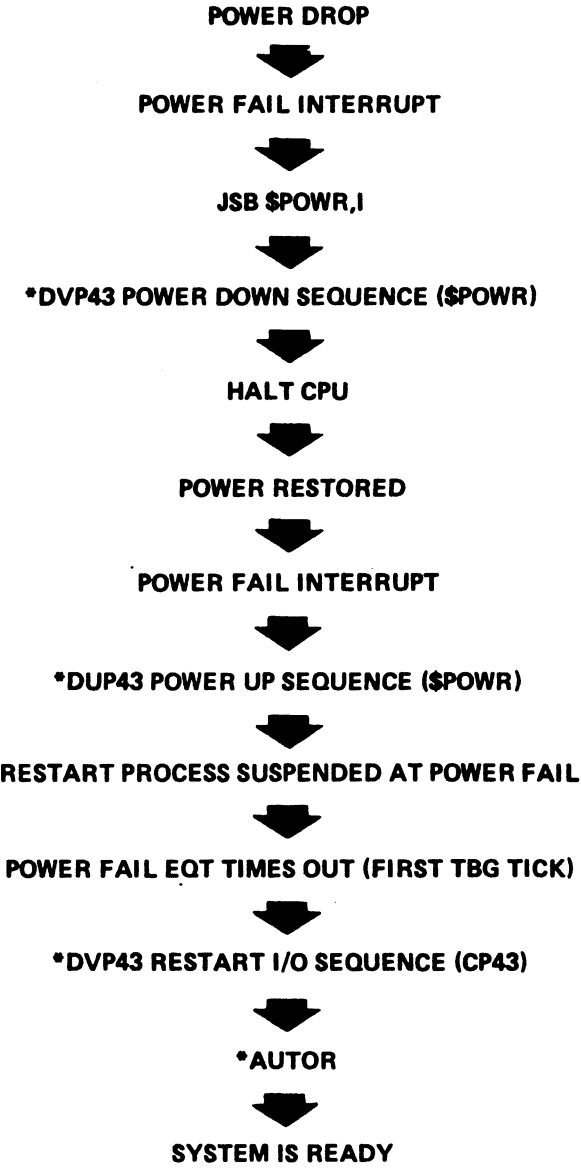 POWER DROP
POWER FAIL INTERRUPT
JSB $POWR,I
*DVP43 POWER DOWN SEQUENCE ($POWR)
HALT CPU
POWER RESTORED
POWER FAIL INTERRUPT
*DUP43 POWER UP SEQUENCE ($POWR)
RESTART PROCESS SUSPENDED AT POWER FAIL
POWER FAIL EQT TIMES OUT (FIRST TBG TICK)
*DVP43 RESTART I/O SEQUENCE (CP43)
*AUTOR
SYSTEM IS READY